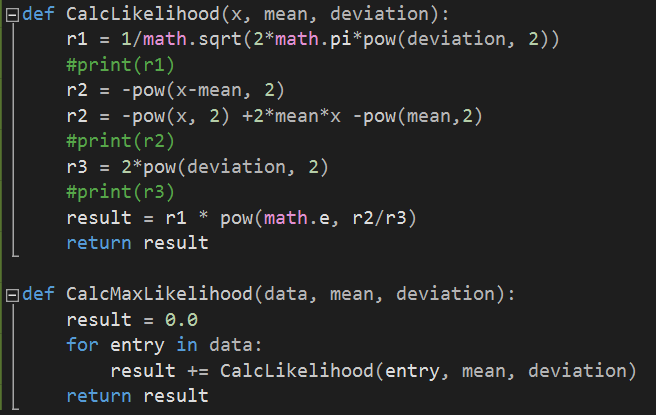 def CalcLikelihood(x, mean, deviation):
    r1 = 1/math.sqrt(2*math.pi*pow(deviation, 2))
    #print(r1)
    r2 = -pow(x-mean, 2)
    r2 = -pow(x, 2) +2*mean*x -pow(mean,2)
    #print(r2)
    r3 = 2*pow(deviation, 2)
    #print(r3)
    result = r1 * pow(math.e, r2/r3)
    return result

def CalcMaxLikelihood(data, mean, deviation):
    result = 0.0
    for entry in data:
        result += CalcLikelihood(entry, mean, deviation)
    return result